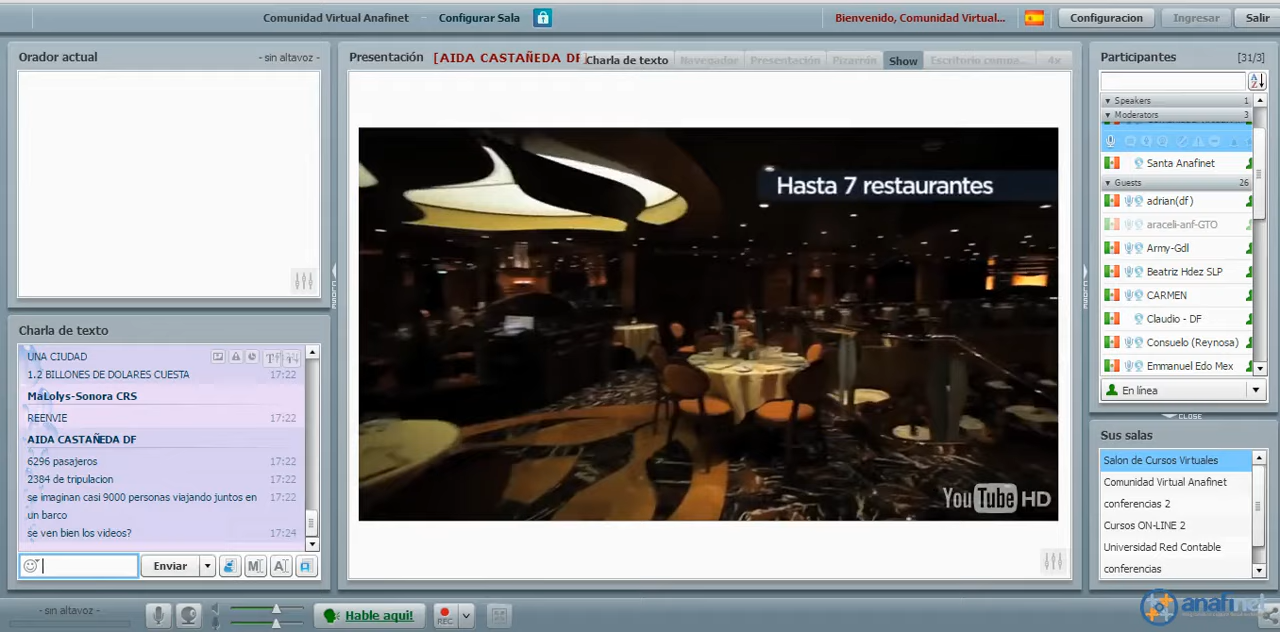 Comunidad Virtual Anafinet
Configurar Sala
Bienvenido, Comunidad Virtual...
Configuracion
Ingresar
Salir
Orador actual
- sin altavoz -
Presentación
[AIDA CASTAÑEDA DF
Charla de texto
Navegador
Presentación
Pizarrón
Show
Escritorio compa...
4x
Participantes
[31/3]
Hasta 7 restaurantes
YouTube HD
Charla de texto
UNA CIUDAD
1.2 BILLONES DE DOLARES CUESTA 17:22
MaLolys-Sonora CRS
REENVIE 17:22
AIDA CASTAÑEDA DF
6296 pasajeros 17:22
2384 de tripulacion 17:22
se imaginan casi 9000 personas viajando juntos en 17:22
un barco
se ven bien los videos? 17:24
Enviar
- sin altavoz -
Hable aqui!
REC
Speakers 1
Moderators 3
Santa Anafinet
Guests 26
adrian(df)
araceli-anf-GTO
Army-Gdl
Beatriz Hdez SLP
CARMEN
Claudio - DF
Consuelo (Reynosa)
Emmanuel Edo Mex
En línea
CLOSE
Sus salas
Salon de Cursos Virtuales
Comunidad Virtual Anafinet
conferencias 2
Cursos ON-LINE 2
Universidad Red Contable
conferencias
anafinet